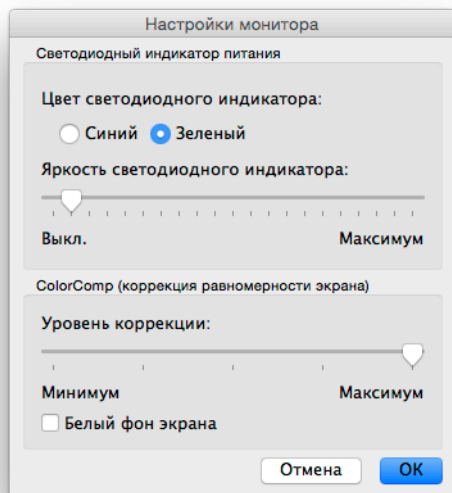 Настройки монитора
Светодиодный индикатор питания
Цвет светодиодного индикатора:
Синий Зеленый
Яркость светодиодного индикатора:
Выкл. Максимум
ColorComp (коррекция равномерности экрана)
Уровень коррекции:
Минимум Максимум
Белый фон экрана
Отмена OK